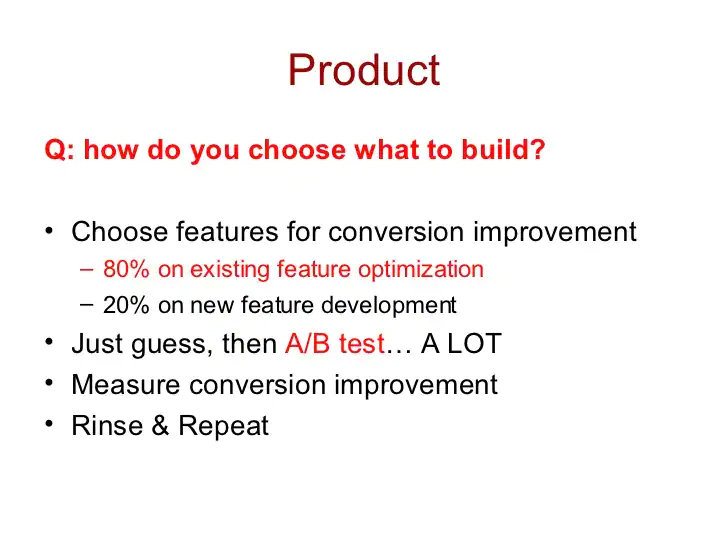 Product
Q: how do you choose what to build?
• Choose features for conversion improvement
– 80% on existing feature optimization
– 20% on new feature development
• Just guess, then A/B test… A LOT
• Measure conversion improvement
• Rinse & Repeat